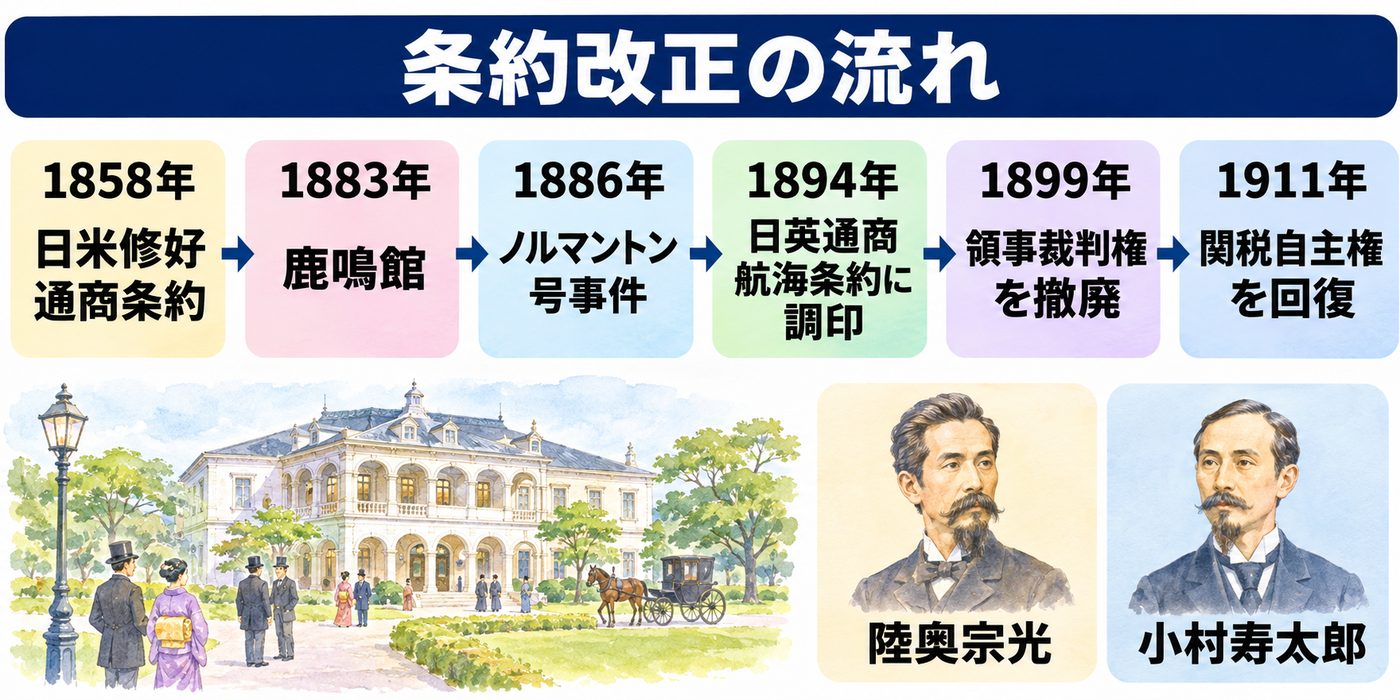 条約改正の流れ
1858年
日米修好
通商条約
1883年
鹿鳴館
1886年
ノルマントン
号事件
1894年
日英通商
航海条約に
調印
1899年
領事裁判権
を撤廃
1911年
関税自主権
を回復
陸奥宗光
小村寿太郎